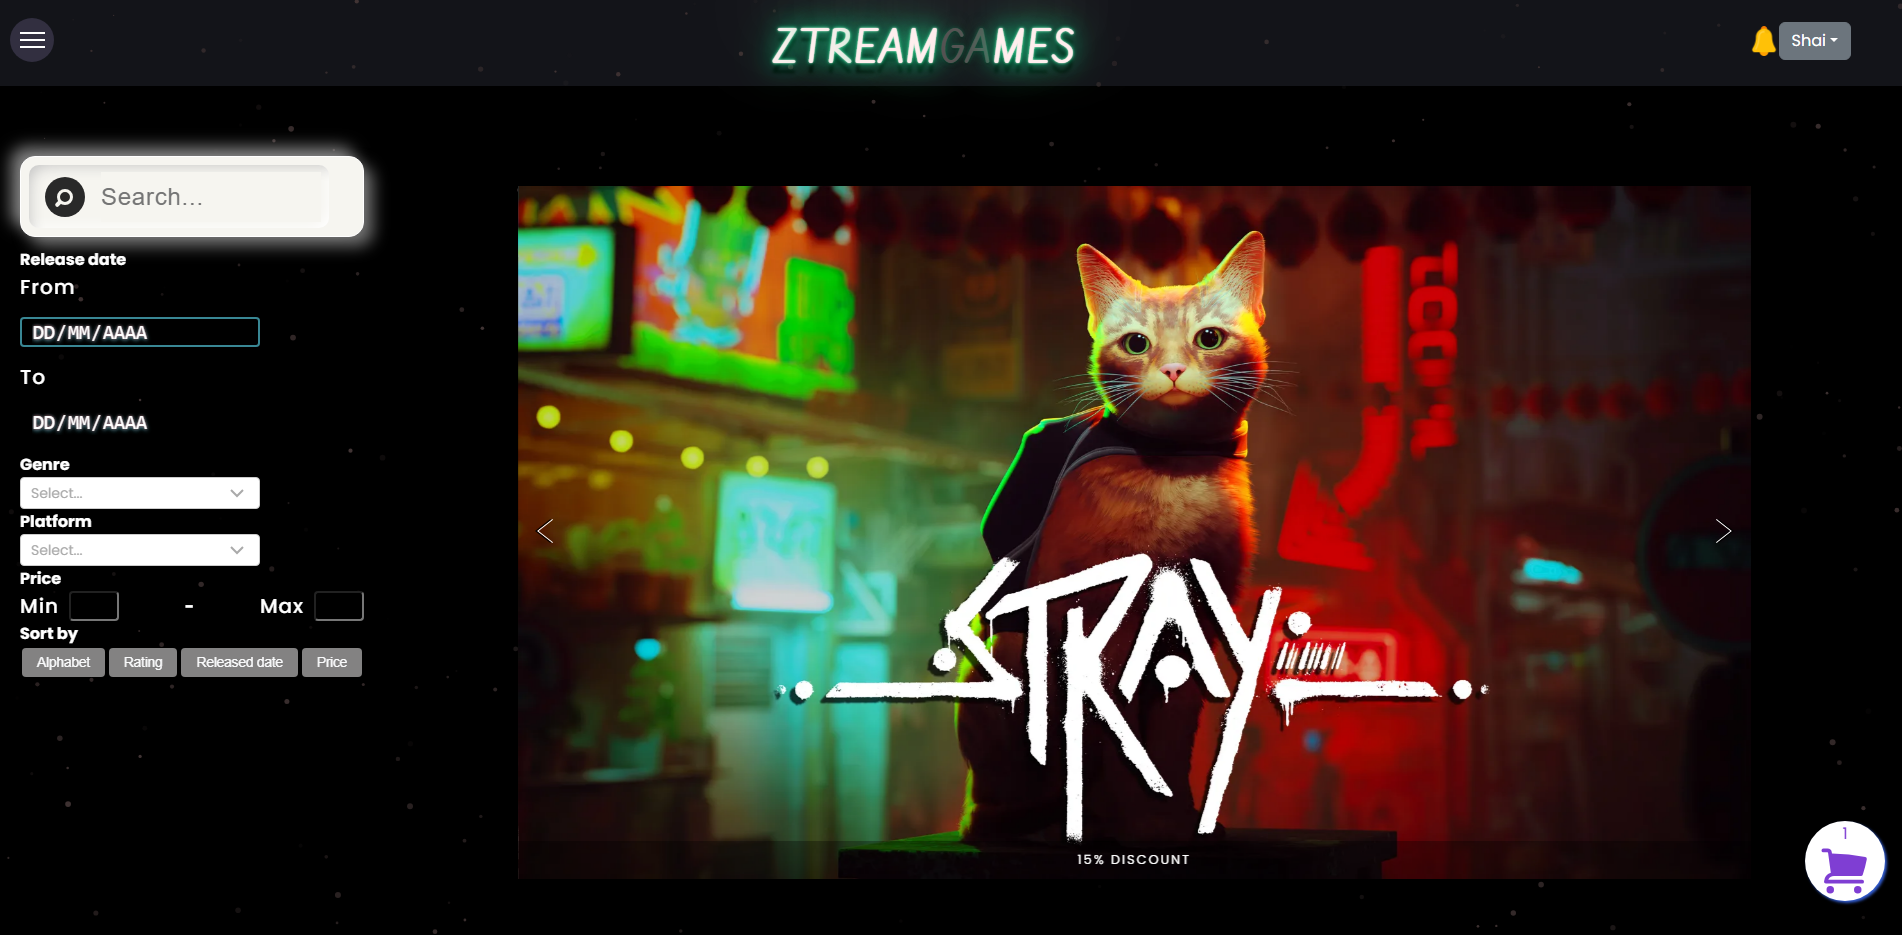 ZTREAMGAMES
Shai
Search...
Release date
From
DD/MM/AAAA
To
DD/MM/AAAA
Genre
Select...
Platform
Select...
Price
Min - Max
Sort by
Alphabet Rating Released date Price
STRAY
15% DISCOUNT
1